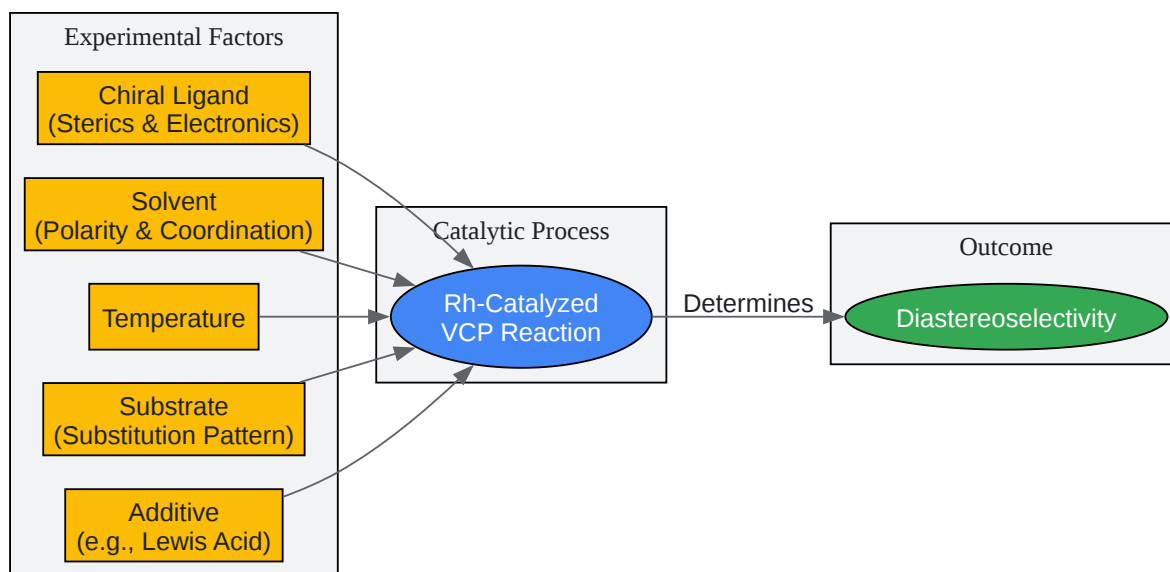 Experimental Factors
Chiral Ligand
(Sterics & Electronics)
Solvent
(Polarity & Coordination)
Temperature
Substrate
(Substitution Pattern)
Additive
(e.g., Lewis Acid)
Catalytic Process
Rh-Catalyzed
VCP Reaction
Determines
Outcome
Diastereoselectivity